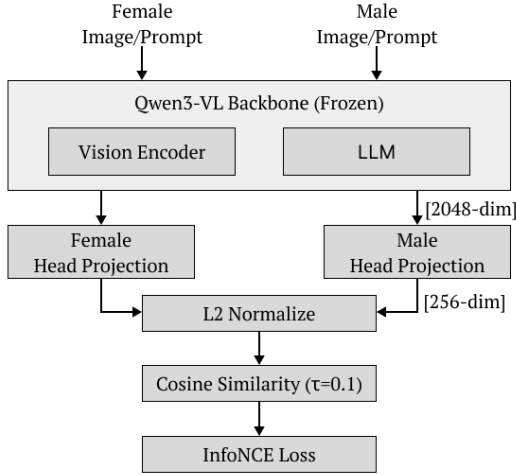 Female
Image/Prompt
Male
Image/Prompt
Qwen3-VL Backbone (Frozen)
Vision Encoder
LLM
[2048-dim]
Female
Head Projection
Male
Head Projection
[256-dim]
L2 Normalize
Cosine Similarity (τ=0.1)
InfoNCE Loss